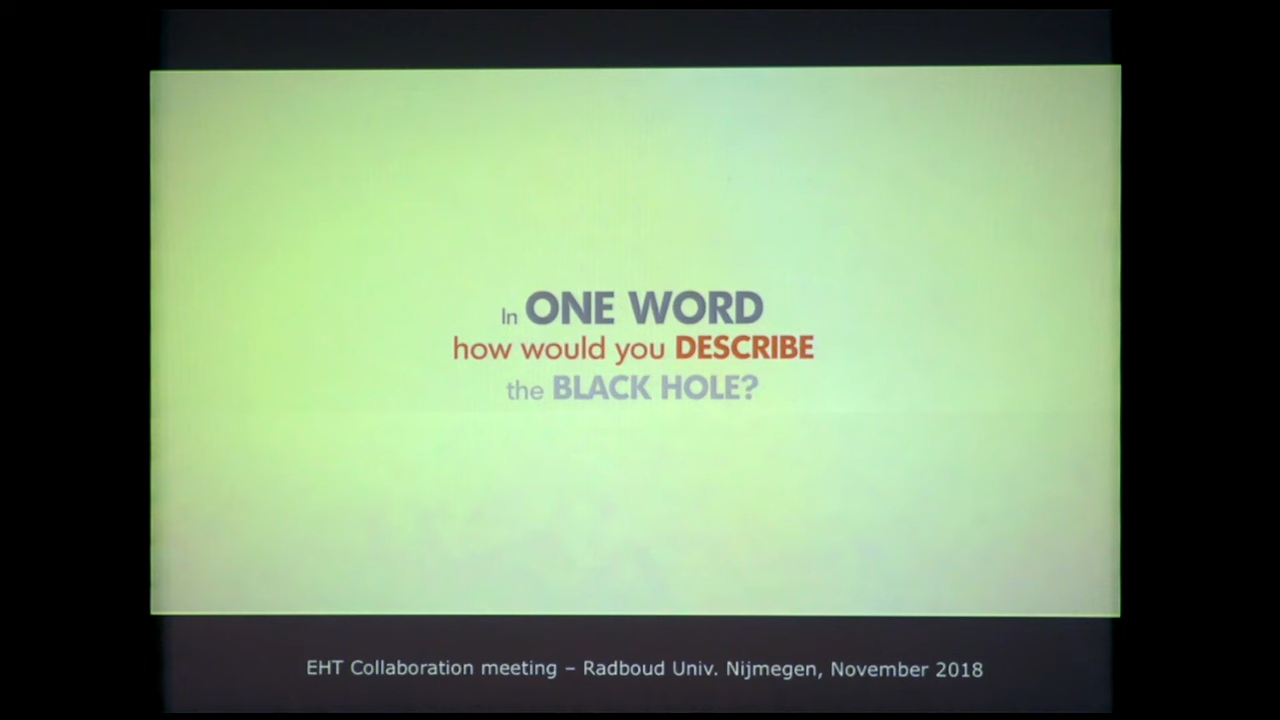 In ONE WORD
how would you DESCRIBE
the BLACK HOLE?
EHT Collaboration meeting – Radboud Univ. Nijmegen, November 2018